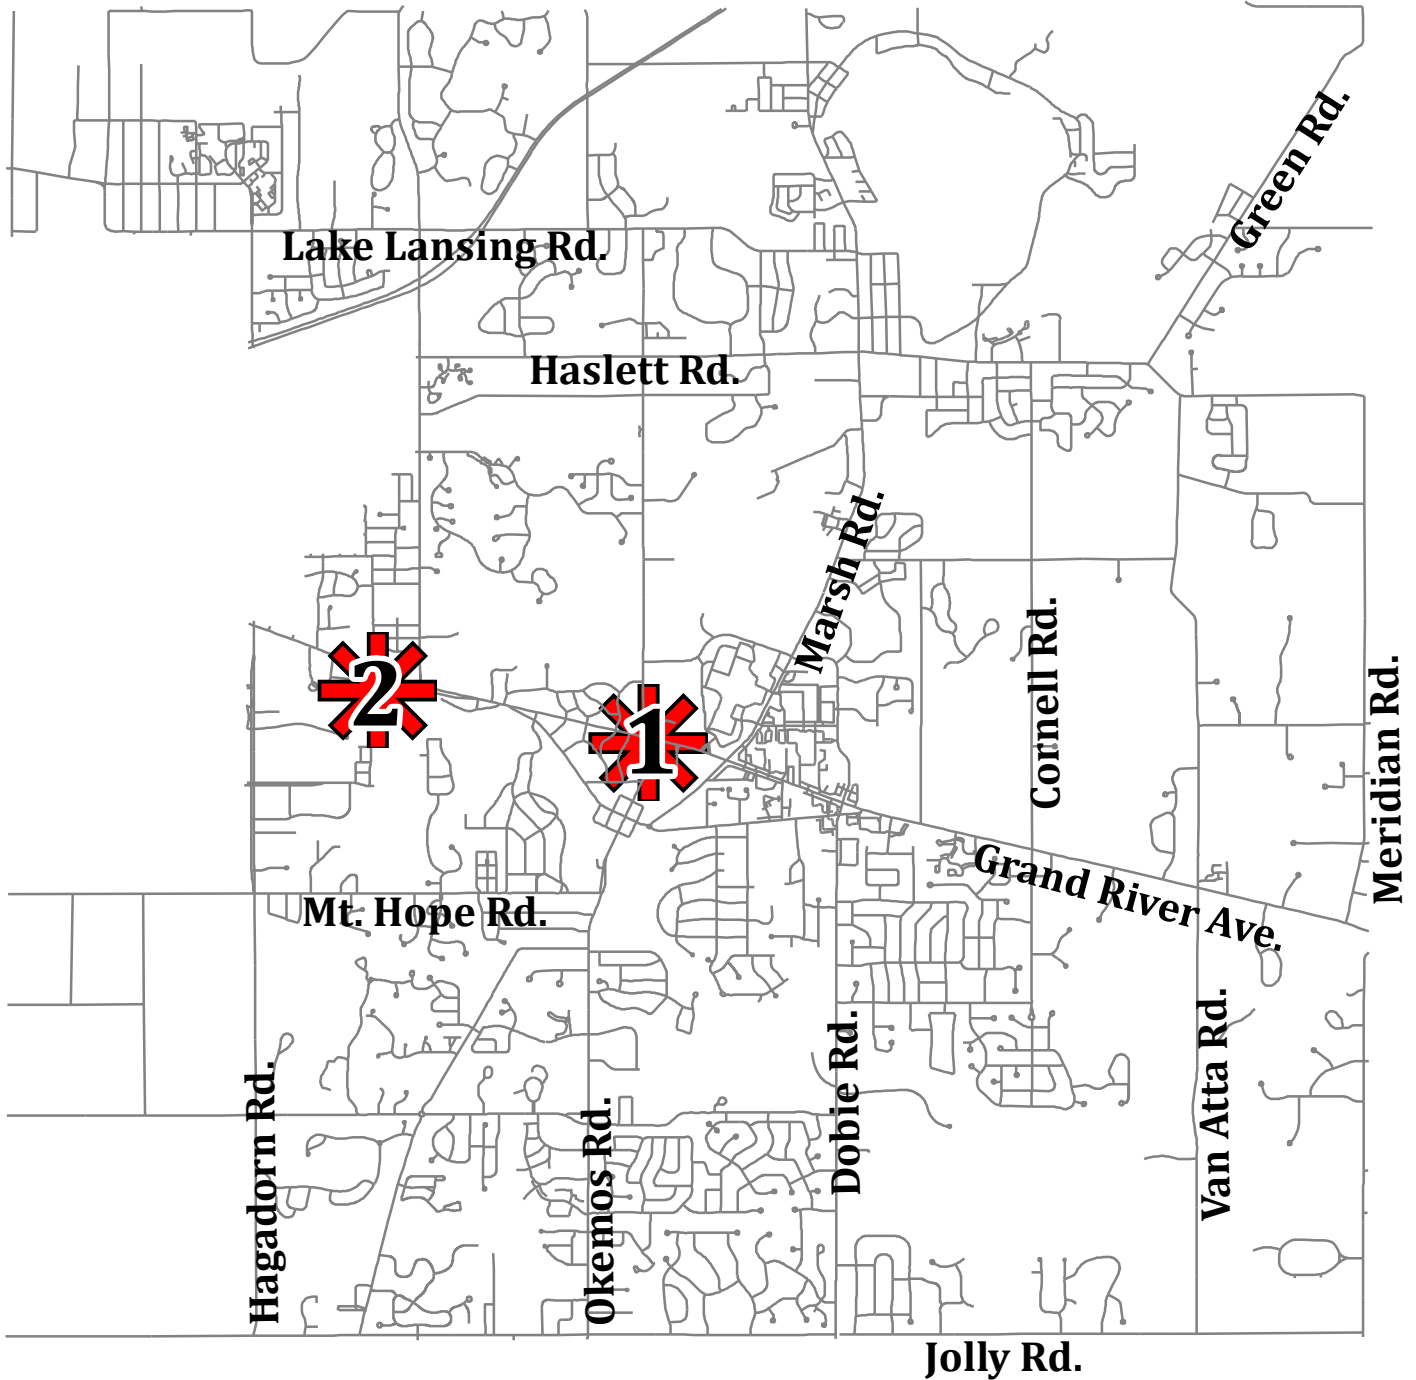 Green Rd.
Lake Lansing Rd.
Haslett Rd.
Marsh Rd.
2
1
Cornell Rd.
Meridian Rd.
Grand River Ave.
Mt. Hope Rd.
Van Atta Rd.
Dobie Rd.
Hagadorn Rd.
Okemos Rd.
Jolly Rd.